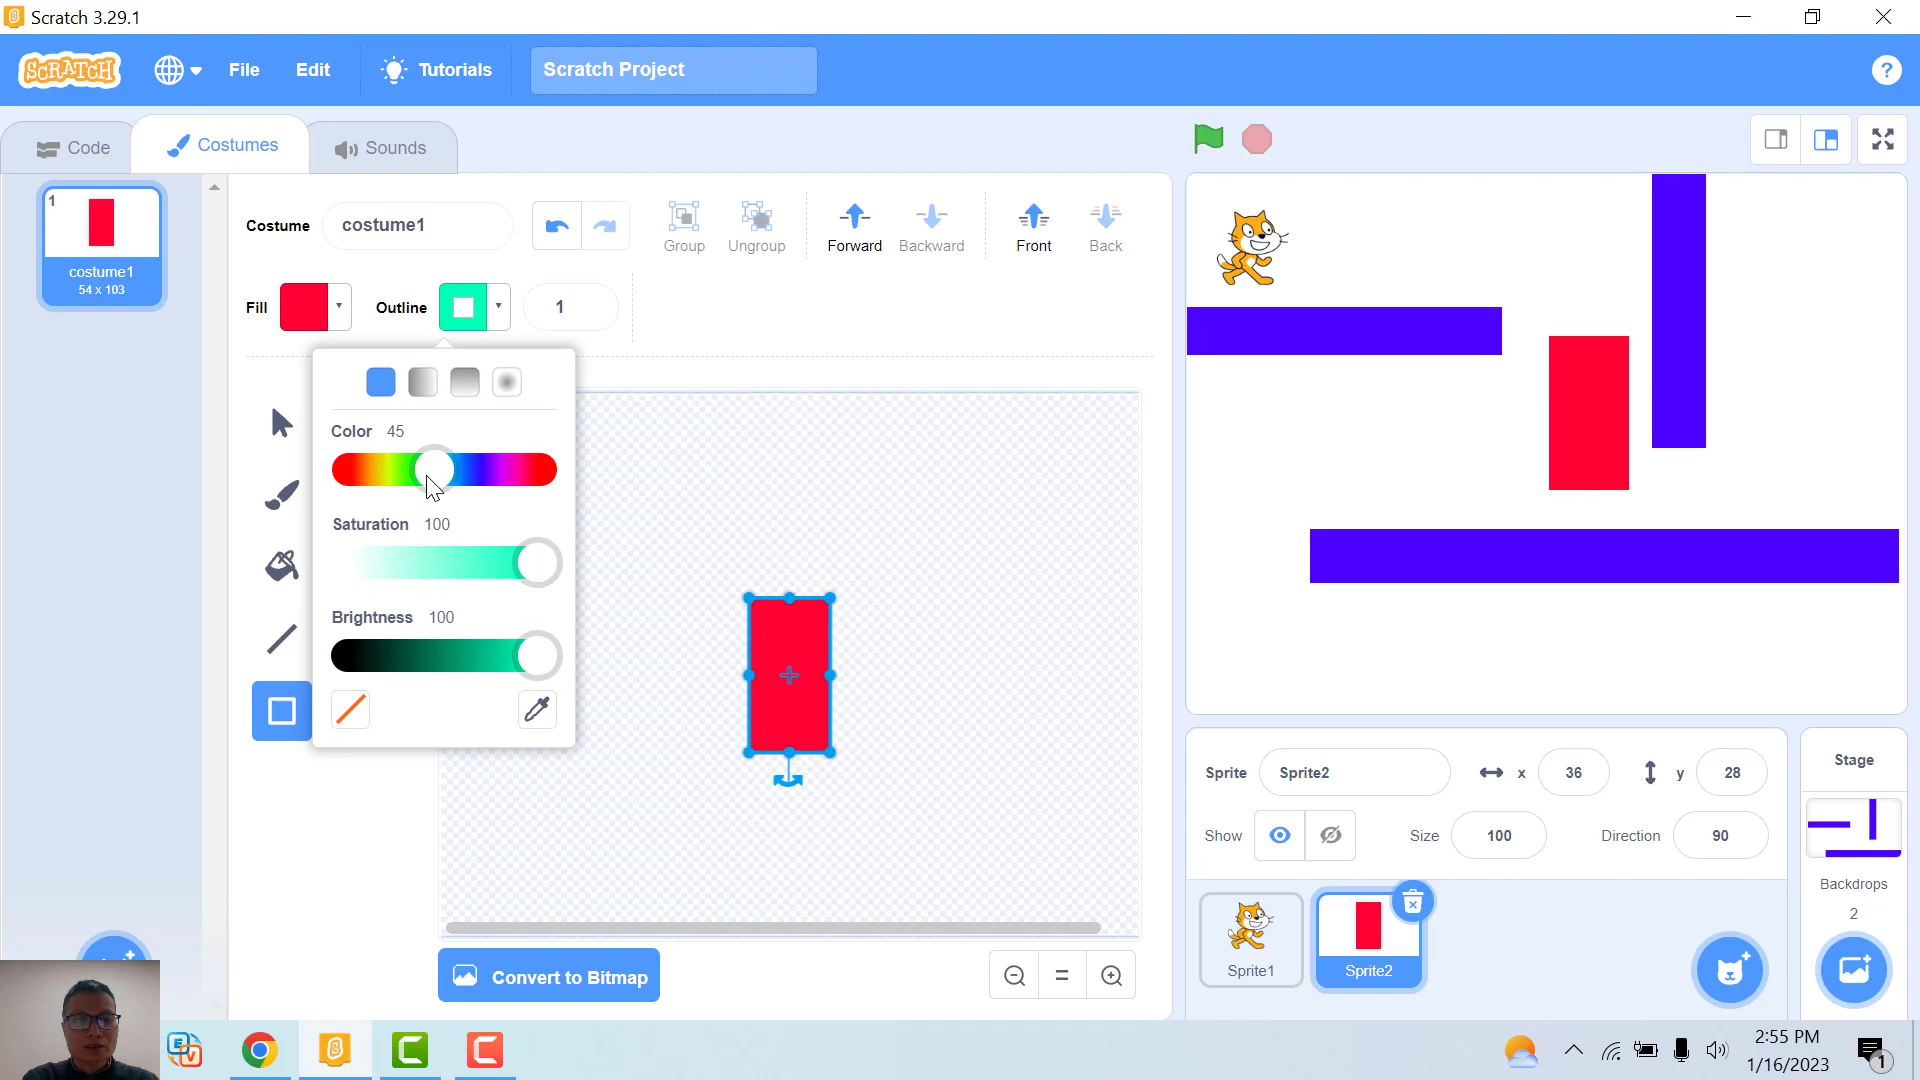 Scratch 3.29.1
SCRATCH
File
Edit
Tutorials
Scratch Project
?
Code
Costumes
Sounds
1
costume1
54 x 103
Costume
costume1
Group
Ungroup
Forward
Backward
Front
Back
Fill
Outline
1
Color 45
Saturation 100
Brightness 100
Convert to Bitmap
Sprite
Sprite2
x
36
y
28
Show
Size
100
Direction
90
Sprite1
Sprite2
Stage
Backdrops
2
2:55 PM
1/16/2023
1